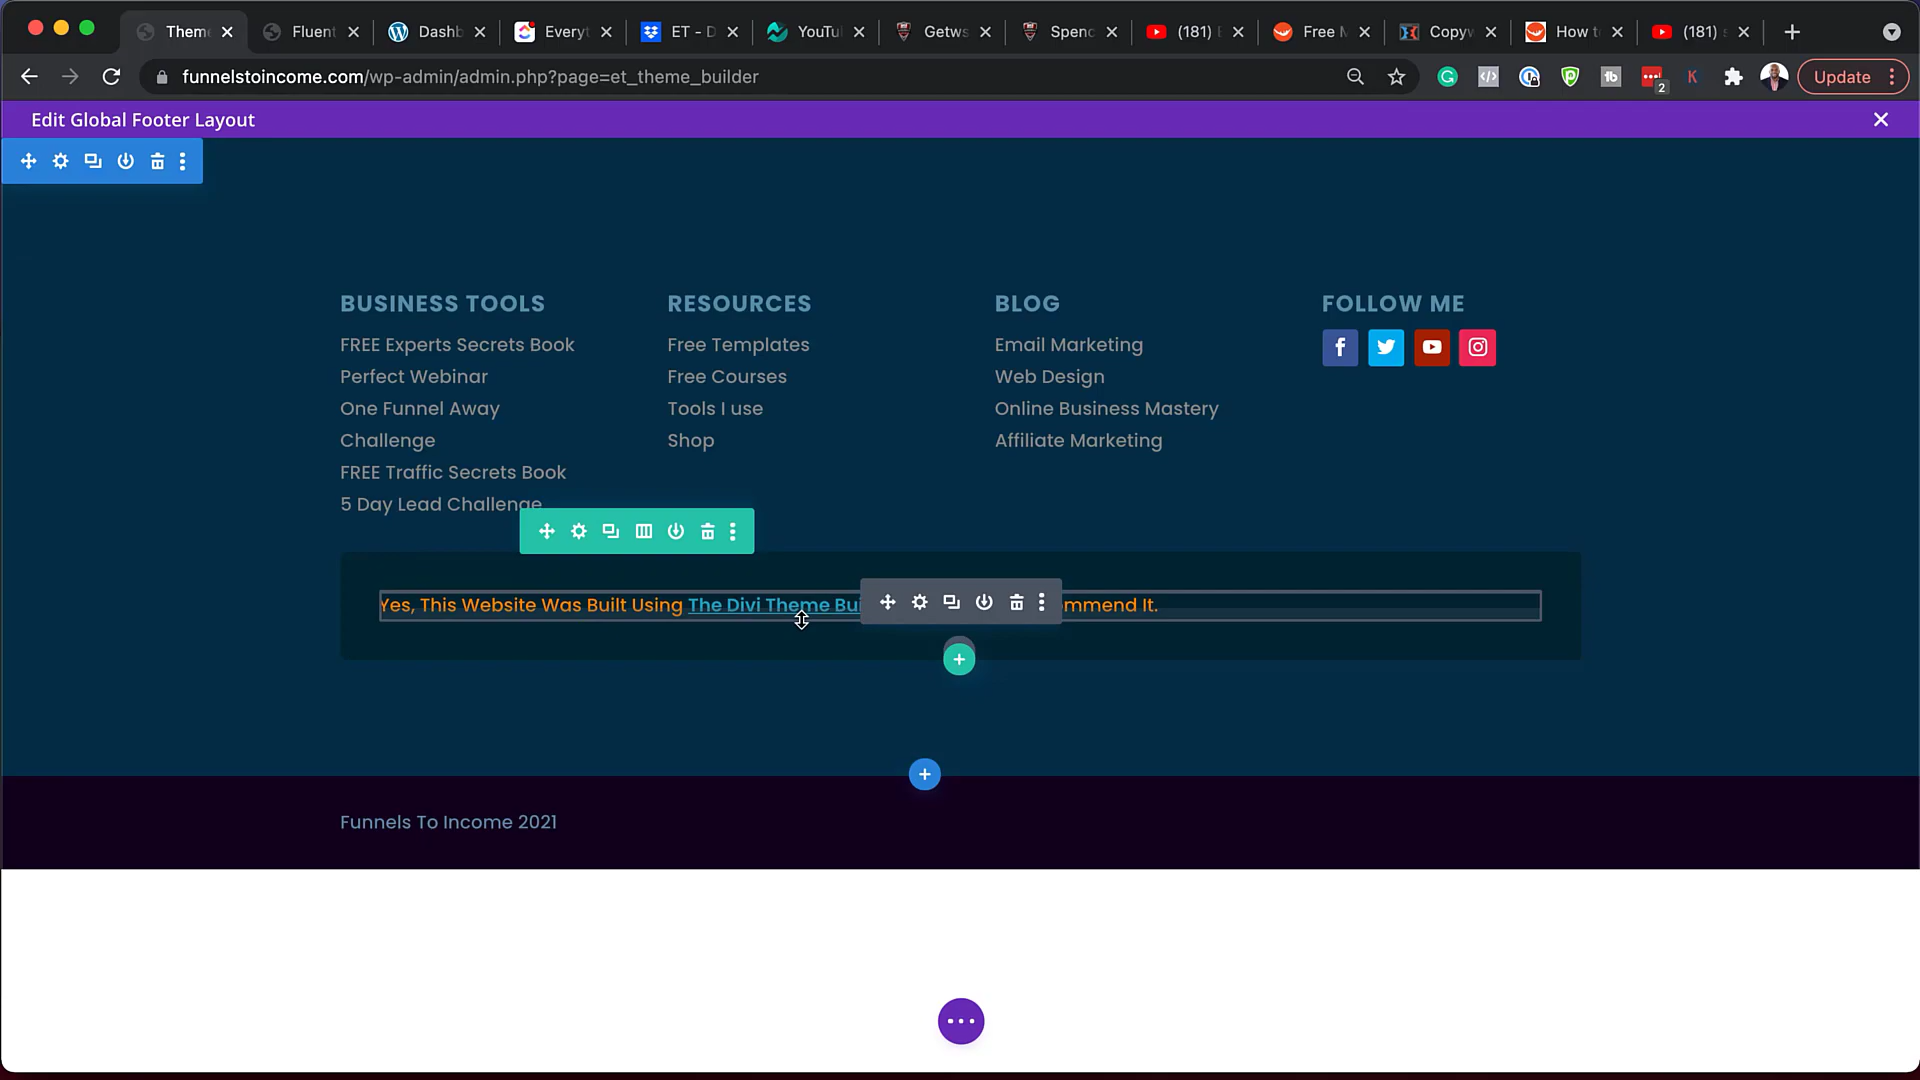 Them
Fluent
Dashb
Everyt
ET - D
YouTu
Getws
Spenc
(181)
Free M
Copyw
How t
(181)
funnelstoincome.com/wp-admin/admin.php?page=et_theme_builder
2
Update
Edit Global Footer Layout
BUSINESS TOOLS
FREE Experts Secrets Book
Perfect Webinar
One Funnel Away
Challenge
FREE Traffic Secrets Book
5 Day Lead Challenge
RESOURCES
Free Templates
Free Courses
Tools I use
Shop
BLOG
Email Marketing
Web Design
Online Business Mastery
Affiliate Marketing
FOLLOW ME
Yes, This Website Was Built Using The Divi Theme Bui ommend It.
Funnels To Income 2021